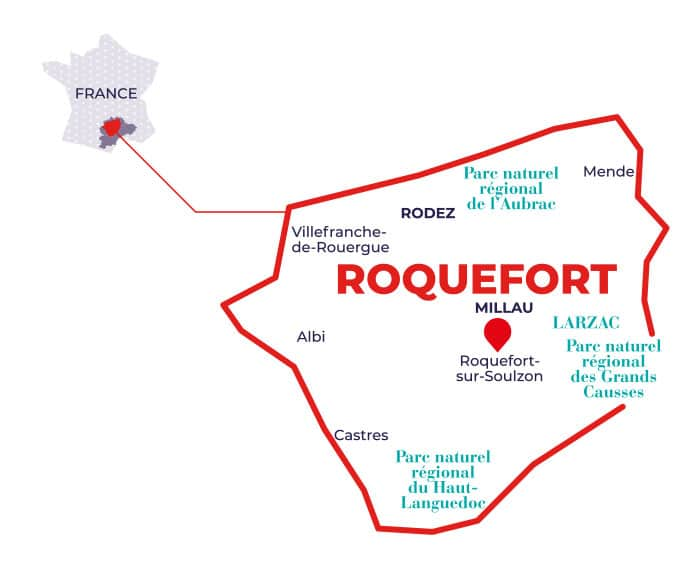 FRANCE
Mende
Parc naturel
régional
de l'Aubrac
RODEZ
Villefranche-
de-Rouergue
ROQUEFORT
MILLAU
LARZAC
Albi
Roquefort-
sur-Soulzon
Parc naturel
régional
des Grands
Causses
Castres
Parc naturel
régional
du Haut-
Languedoc